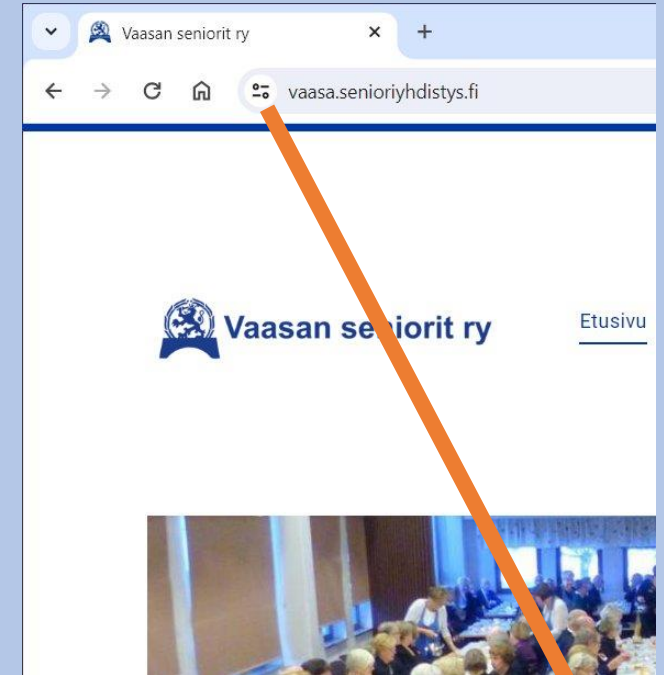 Vaasan seniorit ry
vaasa.senioriyhdistys.fi
Vaasan seniorit ry
Etusivu